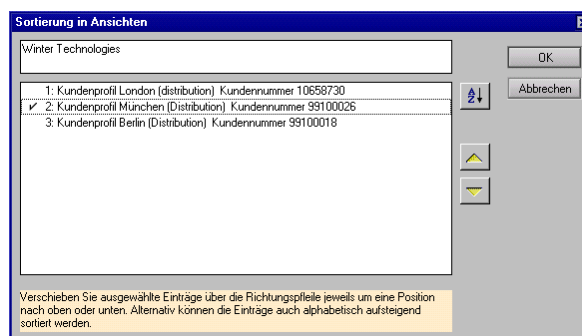 Sortierung in Ansichten
Winter Technologies
OK
Abbrechen
1: Kundenprofil London (distribution) Kundennummer 10658730
✓ 2: Kundenprofil München (Distribution) Kundennummer 99100026
3: Kundenprofil Berlin (Distribution) Kundennummer 99100018
A
Z
Verschieben Sie ausgewählte Einträge über die Richtungspfleile jeweils um eine Position
nach oben oder unten. Alternativ können die Einträge auch alphabetisch aufsteigend
sortiert werden.